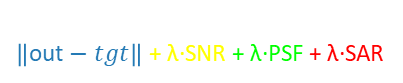 ‖out − tgt‖ + λ·SNR + λ·PSF + λ·SAR